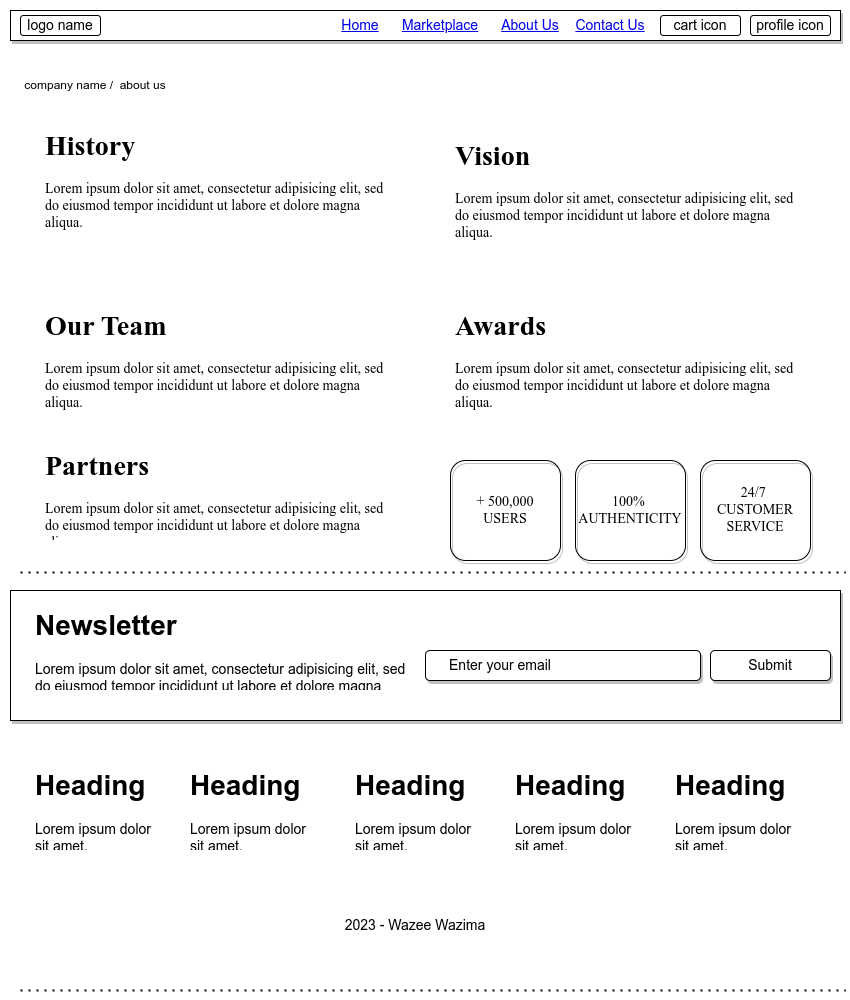 logo name Home Marketplace About Us Contact Us cart icon profile icon
company name / about us
History
Lorem ipsum dolor sit amet, consectetur adipisicing elit, sed
do eiusmod tempor incididunt ut labore et dolore magna
aliqua.
Vision
Lorem ipsum dolor sit amet, consectetur adipisicing elit, sed
do eiusmod tempor incididunt ut labore et dolore magna
aliqua.
Our Team
Lorem ipsum dolor sit amet, consectetur adipisicing elit, sed
do eiusmod tempor incididunt ut labore et dolore magna
aliqua.
Awards
Lorem ipsum dolor sit amet, consectetur adipisicing elit, sed
do eiusmod tempor incididunt ut labore et dolore magna
aliqua.
Partners
Lorem ipsum dolor sit amet, consectetur adipisicing elit, sed
do eiusmod tempor incididunt ut labore et dolore magna
+ 500,000
USERS
100%
AUTHENTICITY
24/7
CUSTOMER
SERVICE
Newsletter
Lorem ipsum dolor sit amet, consectetur adipisicing elit, sed
do eiusmod tempor incididunt ut labore et dolore magna
Enter your email
Submit
Heading
Lorem ipsum dolor
sit amet,
Heading
Lorem ipsum dolor
sit amet,
Heading
Lorem ipsum dolor
sit amet,
Heading
Lorem ipsum dolor
sit amet,
Heading
Lorem ipsum dolor
sit amet,
2023 - Wazee Wazima